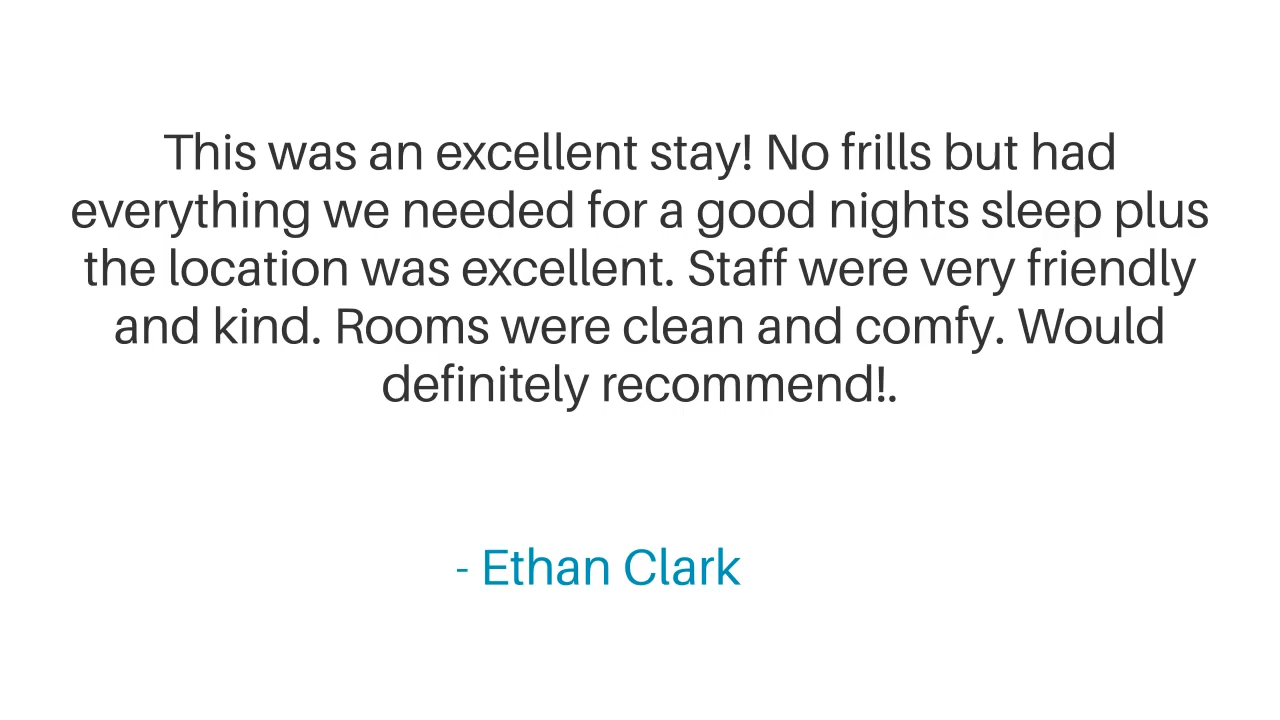 This was an excellent stay! No frills but had
everything we needed for a good nights sleep plus
the location was excellent. Staff were very friendly
and kind. Rooms were clean and comfy. Would
definitely recommend!.
- Ethan Clark